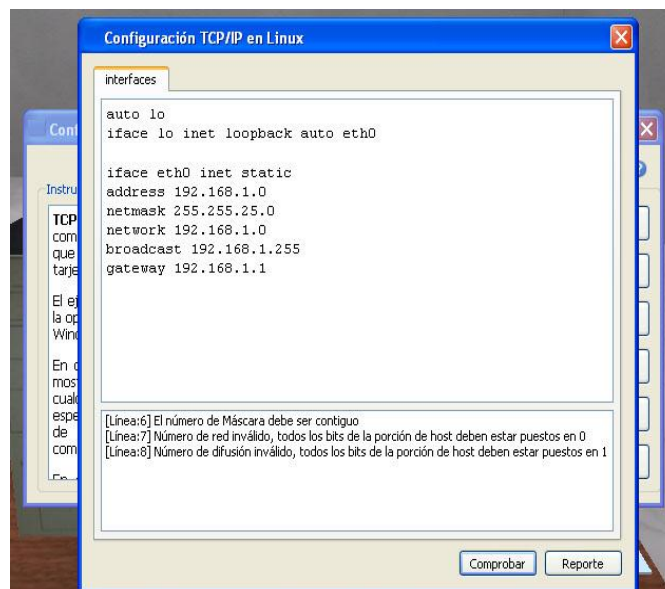 Configuración TCP/IP en Linux
interfaces
auto lo
iface lo inet loopback auto eth0
iface eth0 inet static
address 192.168.1.0
netmask 255.255.25.0
network 192.168.1.0
broadcast 192.168.1.255
gateway 192.168.1.1
[Línea:6] El número de Máscara debe ser contiguo
[Línea:7] Número de red inválido, todos los bits de la porción de host deben estar puestos en 0
[Línea:8] Número de difusión inválido, todos los bits de la porción de host deben estar puestos en 1
Comprobar Reporte
Conf
Instru
TCP
com
que
tarje
El ej
la op
Wind
En
most
cualq
espe
de
com
En